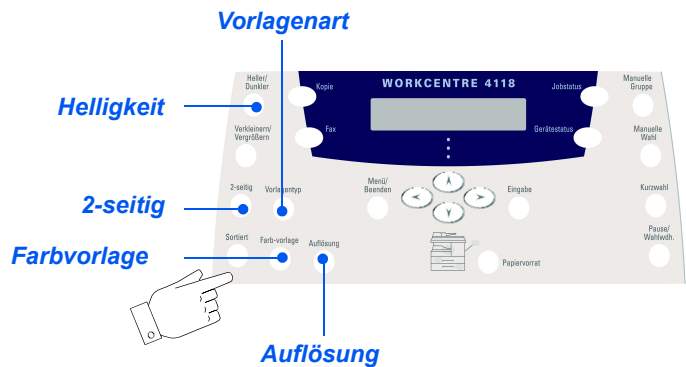 Vorlagenart
Helligkeit
2-seitig
Farbvorlage
Auflösung
Heller/
Dunkler
Verkleinern/
Vergrößern
2-seitig
Vorlagentyp
Sortiert
Farb-vorlage
Auflösung
Kopie
Fax
WORKCENTRE 4118
Jobstatus
Gerätestatus
Menü/
Beenden
Eingabe
Papiervorrat
Manuelle
Gruppe
Manuelle
Wahl
Kurzwahl
Pause/
Wahlwdh.